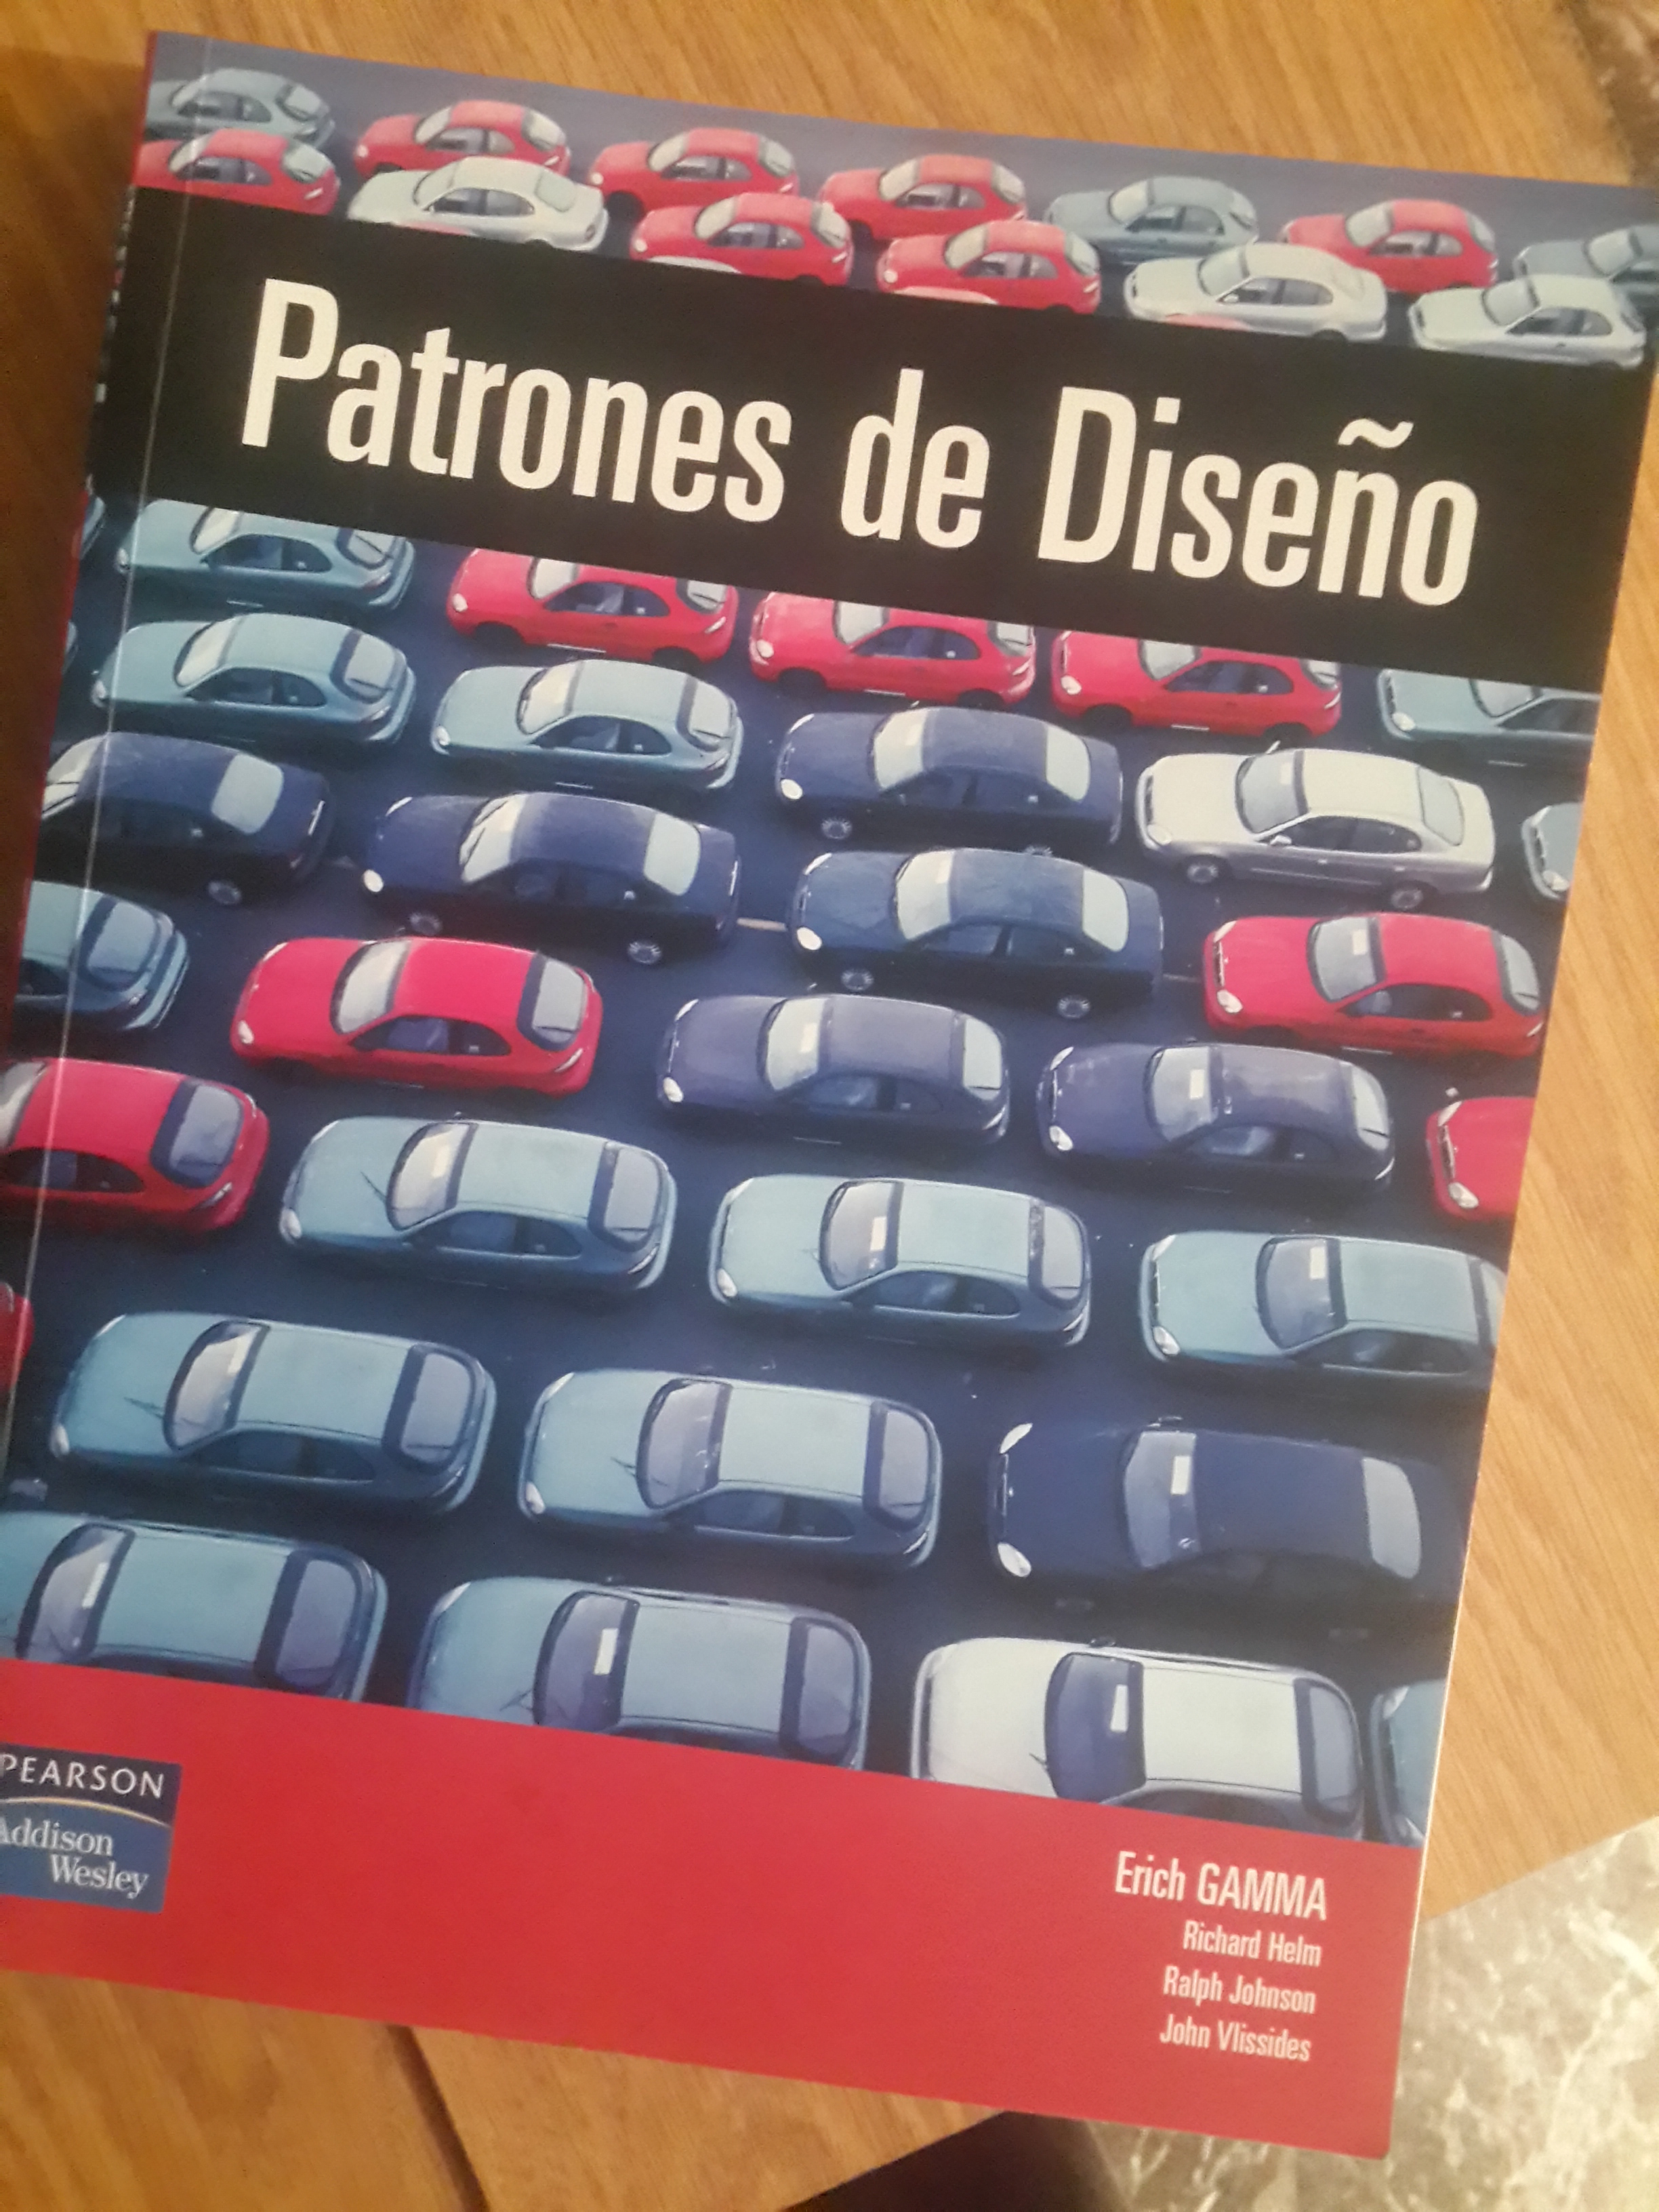 Patrones de Diseño
PEARSON
Addison
Wesley
Erich GAMMA
Richard Helm
Ralph Johnson
John Vlissides